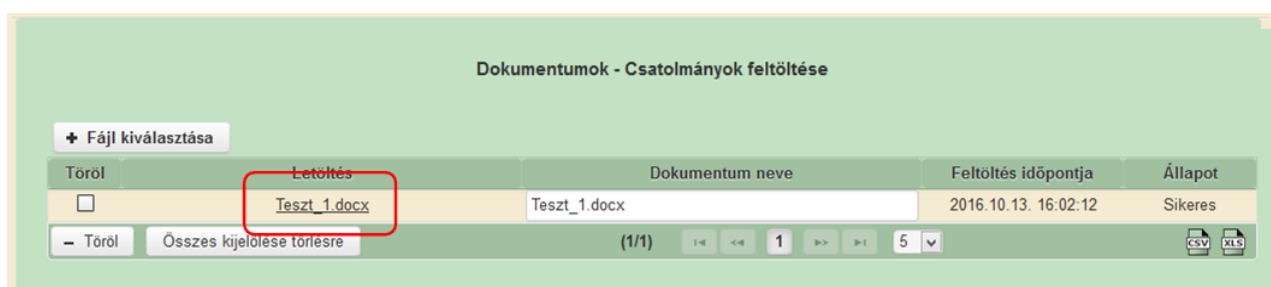 Dokumentumok - Csatolmányok feltöltése
+ Fájl kiválasztása
Töröl Letöltés Dokumentum neve Feltöltés időpontja Állapot
Teszt_1.docx Teszt_1.docx 2016.10.13. 16:02:12 Sikeres
– Töröl Összes kijelölése törlésre (1/1) 1 5 CSV XLS